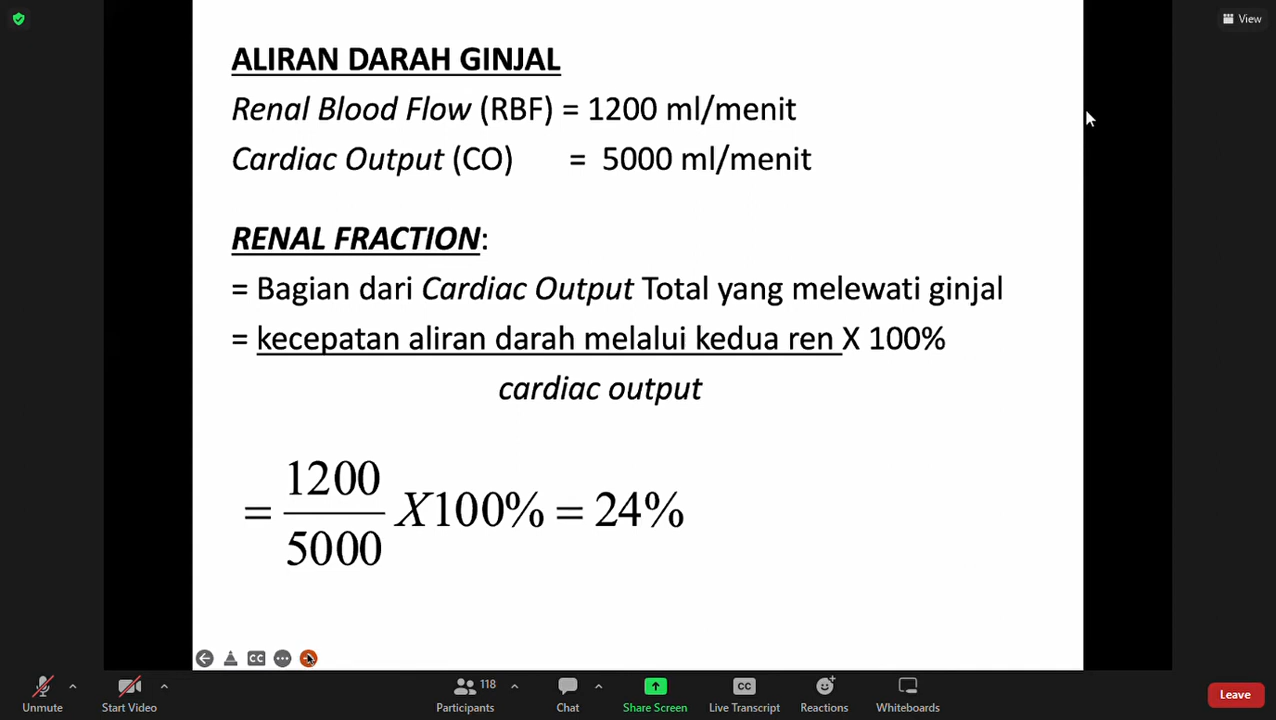 View
ALIRAN DARAH GINJAL
Renal Blood Flow (RBF) = 1200 ml/menit
Cardiac Output (CO) = 5000 ml/menit
RENAL FRACTION:
= Bagian dari Cardiac Output Total yang melewati ginjal
= kecepatan aliran darah melalui kedua ren X 100%
cardiac output
= 1200/5000 X100% = 24%
CC
Unmute
Start Video
118
Participants
Chat
Share Screen
CC
Live Transcript
Reactions
Whiteboards
Leave